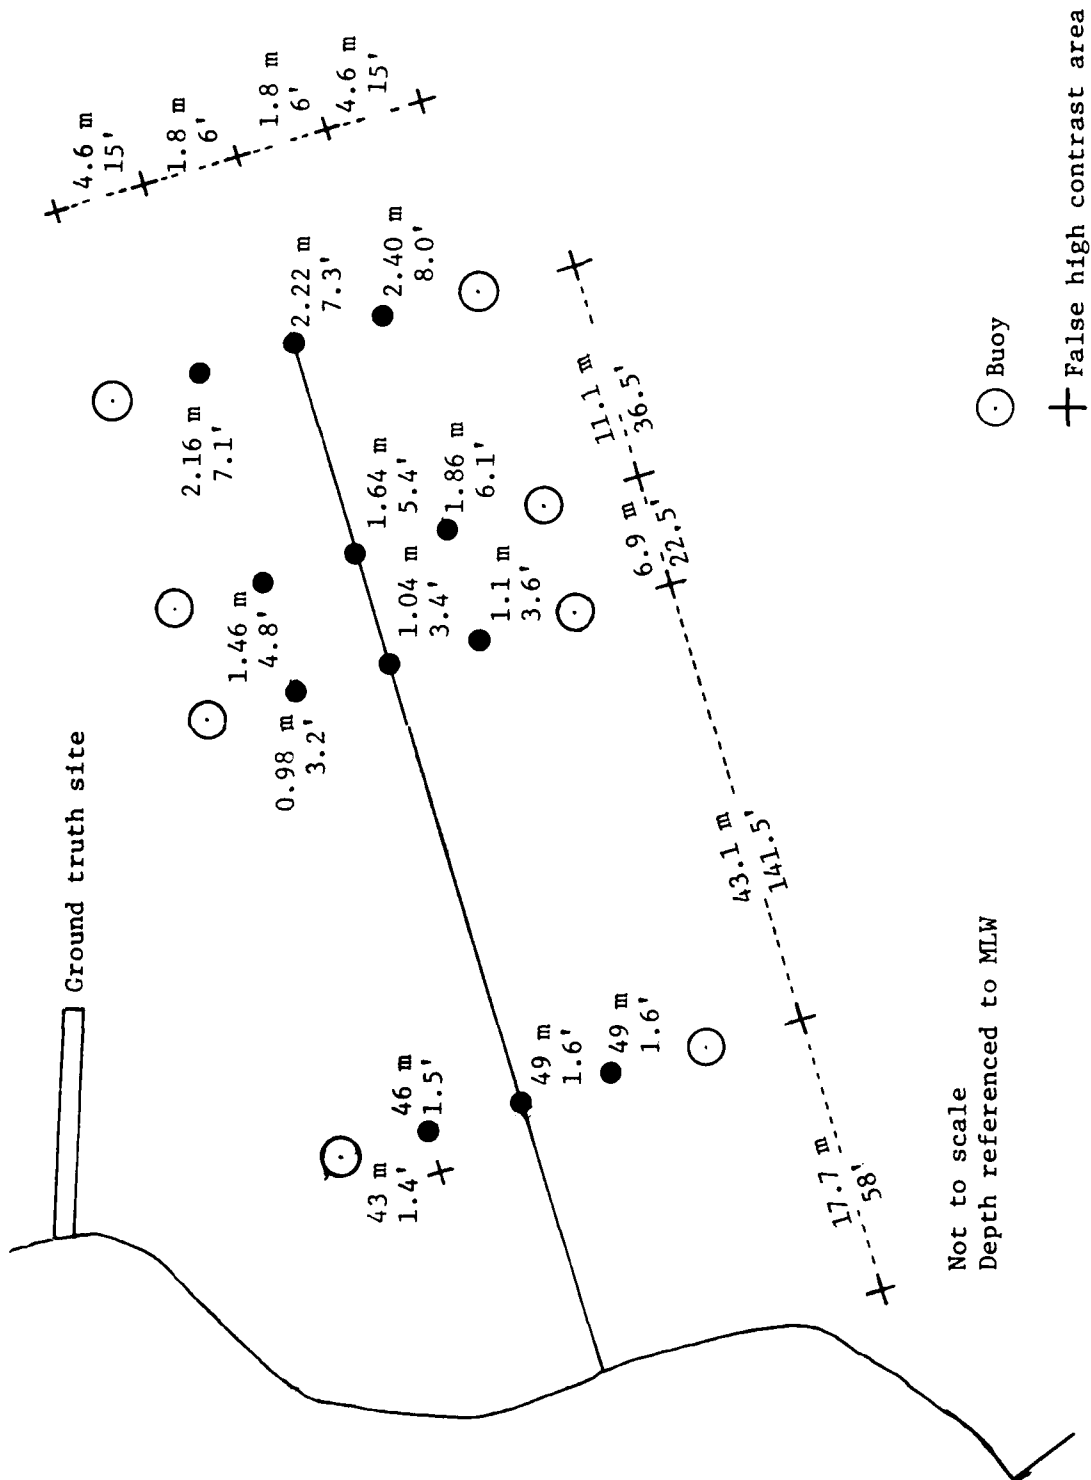 Ground truth site
4.6 m
15'
1.8 m
6'
1.8 m
6'
4.6 m
15'
2.16 m
7.1'
2.22 m
7.3'
2.40 m
8.0'
1.46 m
4.8'
1.64 m
5.4'
1.86 m
6.1'
0.98 m
3.2'
1.04 m
3.4'
1.1 m
3.6'
43 m
1.4'
46 m
1.5'
49 m
1.6'
49 m
1.6'
17.7 m
58'
43.1 m
141.5'
6.9 m
22.5'
11.1 m
36.5'
Not to scale
Depth referenced to MLW
Buoy
False high contrast area